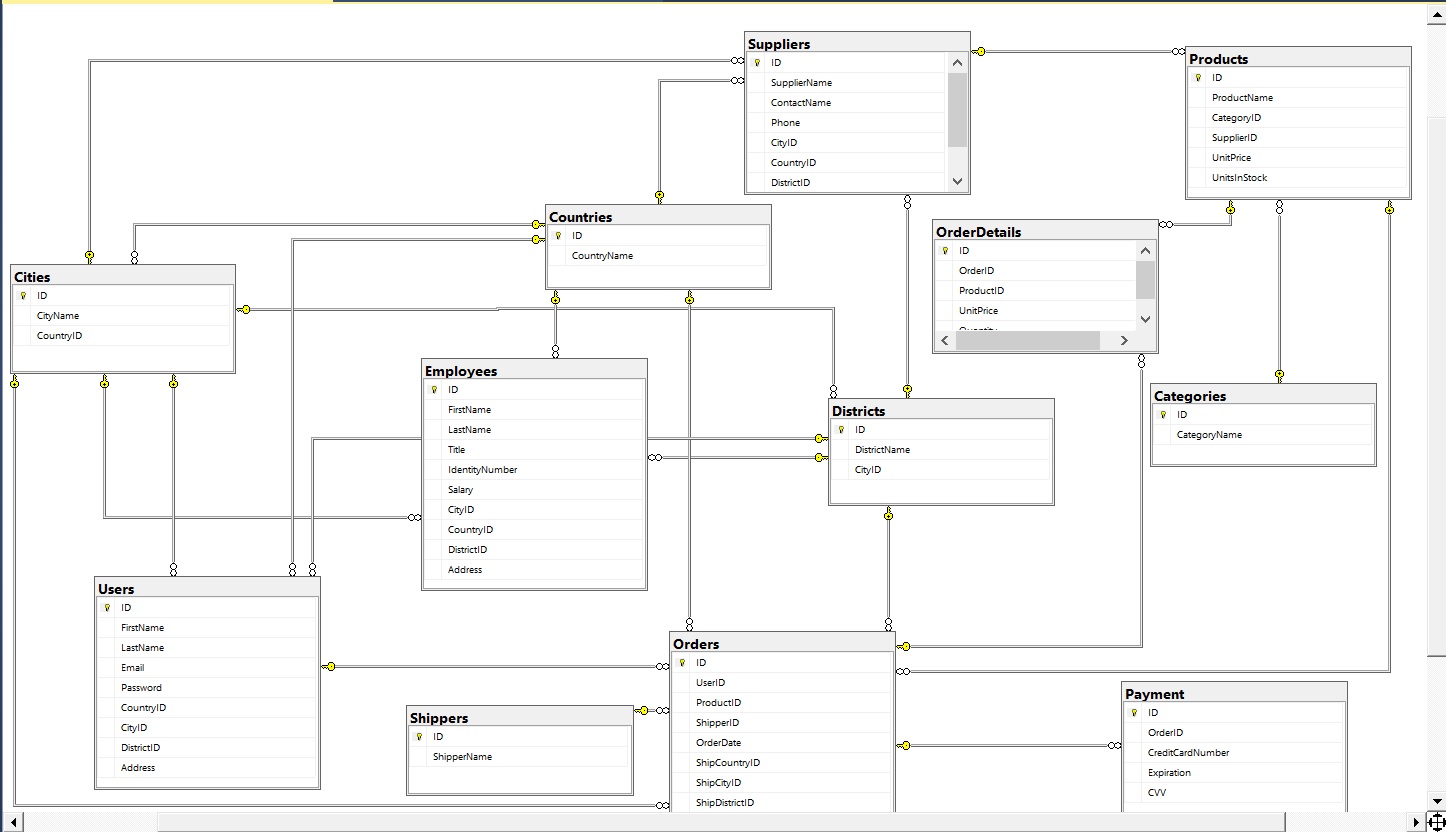 Suppliers
ID
SupplierName
ContactName
Phone
CityID
CountryID
DistrictID
Products
ID
ProductName
CategoryID
SupplierID
UnitPrice
UnitsInStock
Countries
ID
CountryName
OrderDetails
ID
OrderID
ProductID
UnitPrice
Quantity
Cities
ID
CityName
CountryID
Employees
ID
FirstName
LastName
Title
IdentityNumber
Salary
CityID
CountryID
DistrictID
Address
Districts
ID
DistrictName
CityID
Categories
ID
CategoryName
Users
ID
FirstName
LastName
Email
Password
CountryID
CityID
DistrictID
Address
Shippers
ID
ShipperName
Orders
ID
UserID
ProductID
ShipperID
OrderDate
ShipCountryID
ShipCityID
ShipDistrictID
Payment
ID
OrderID
CreditCardNumber
Expiration
CVV